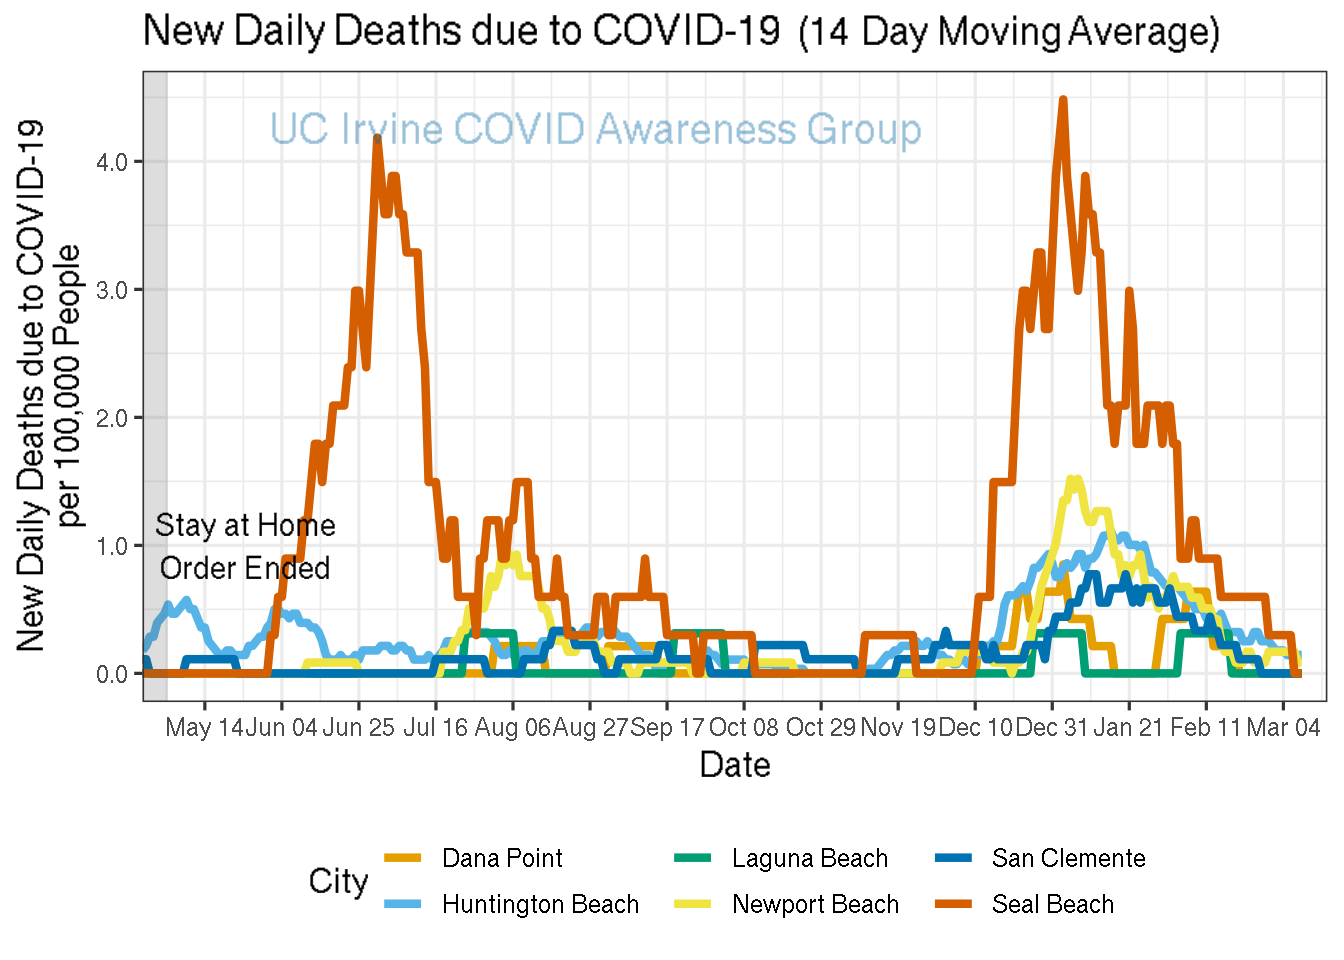 New Daily Deaths due to COVID-19 (14 Day Moving Average)
UC Irvine COVID Awareness Group
New Daily Deaths due to COVID-19
per 100,000 People
4.0
3.0
2.0
1.0
0.0
Stay at Home
Order Ended
May 14 Jun 04 Jun 25 Jul 16 Aug 06 Aug 27 Sep 17 Oct 08 Oct 29 Nov 19 Dec 10 Dec 31 Jan 21 Feb 11 Mar 04
Date
City
Dana Point Laguna Beach San Clemente
Huntington Beach Newport Beach Seal Beach